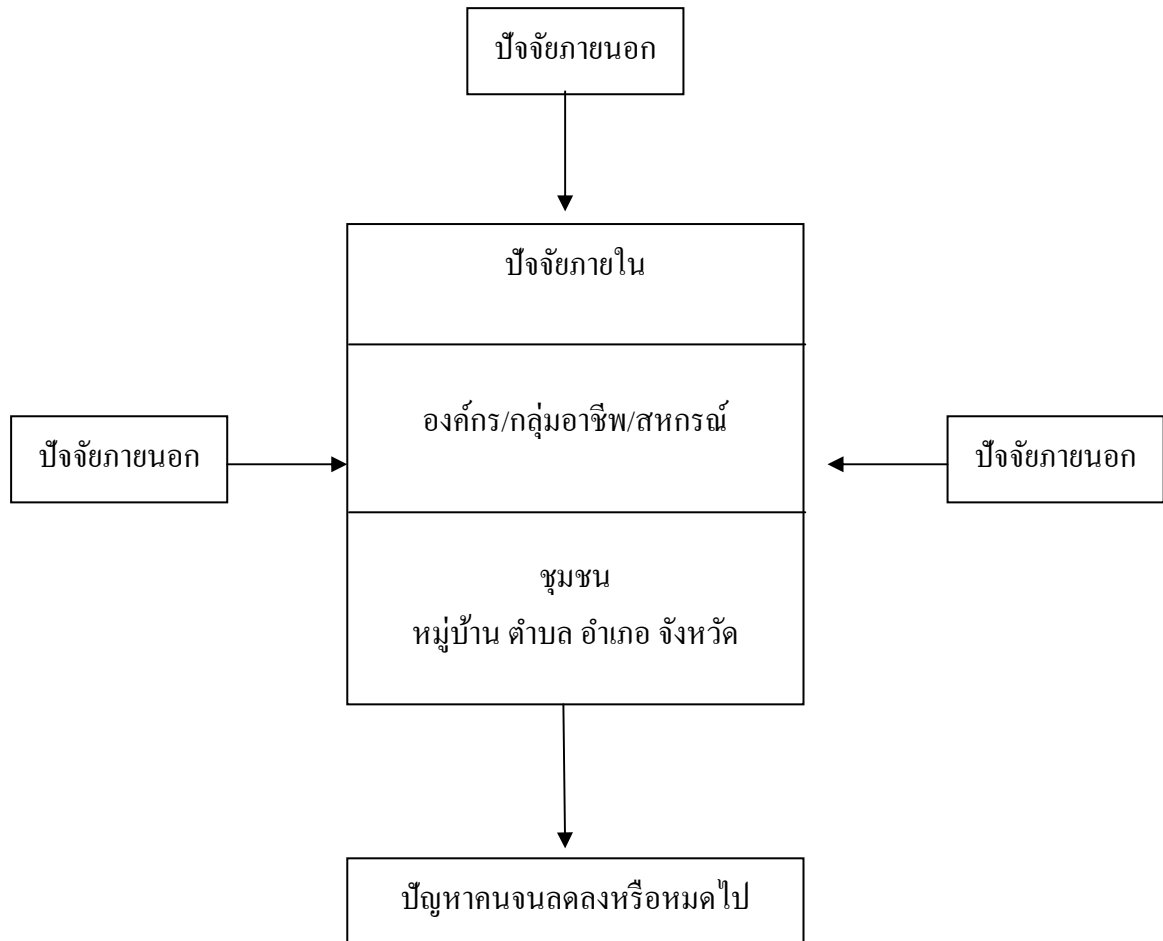 ปัจจัยภายนอก
ปัจจัยภายใน
องค์กร/กลุ่มอาชีพ/สหกรณ์
ปัจจัยภายนอก
ปัจจัยภายนอก
ชุมชน
หมู่บ้าน ตำบล อำเภอ จังหวัด
ปัญหาคนจนลดลงหรือหมดไป